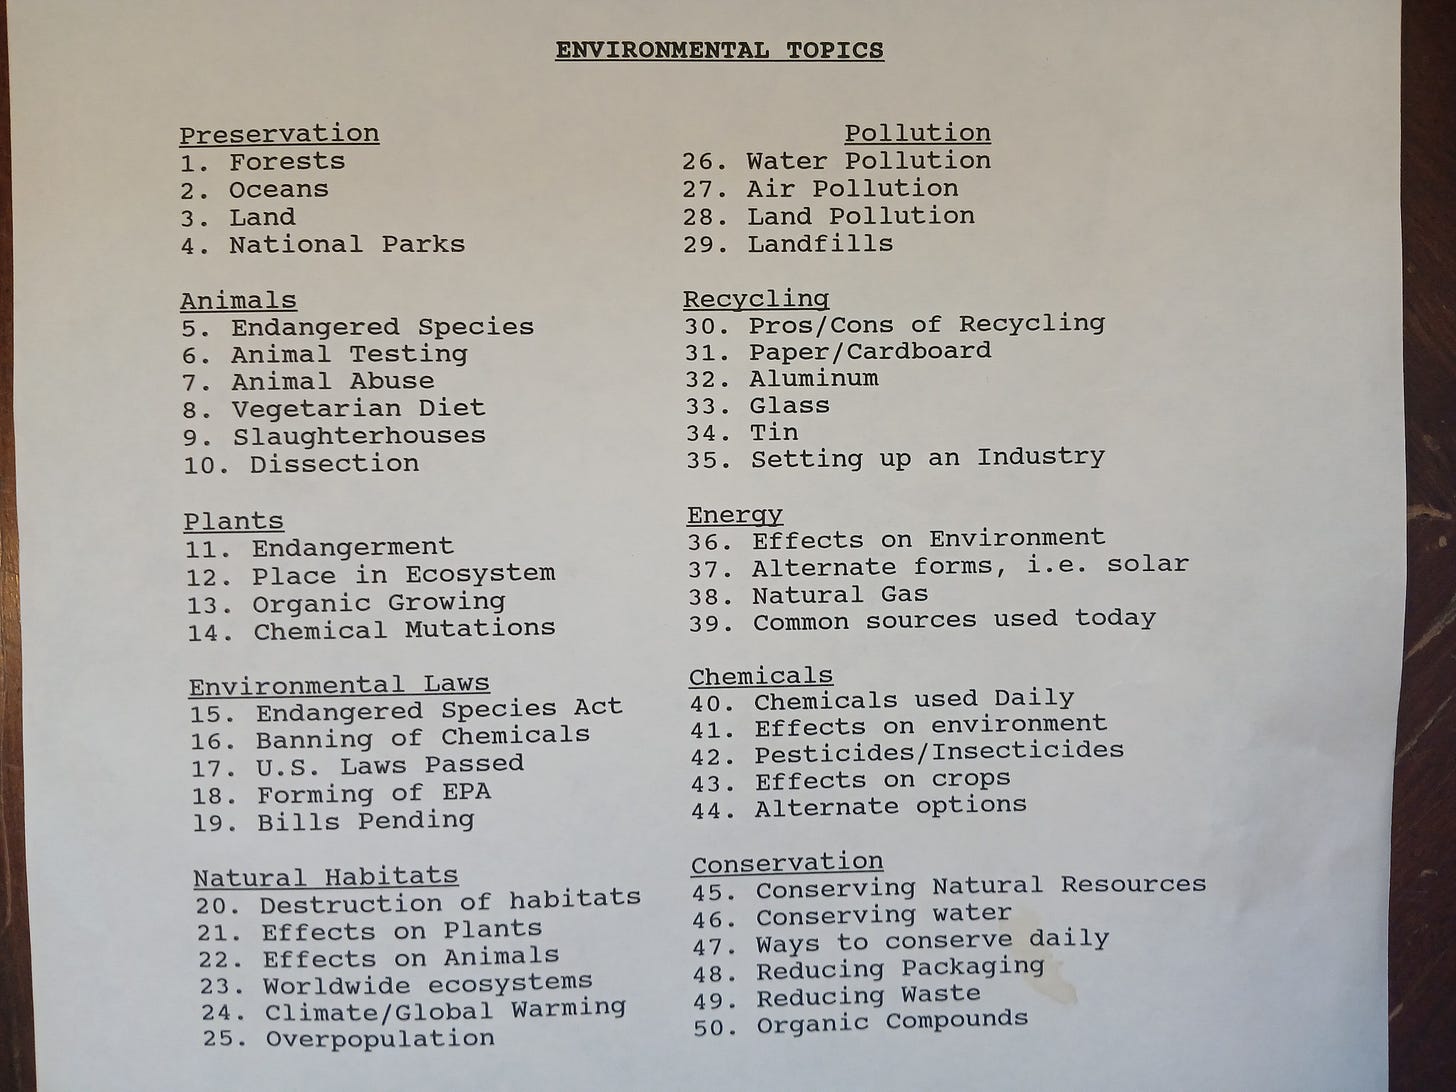 ENVIRONMENTAL TOPICS
Preservation
1. Forests
2. Oceans
3. Land
4. National Parks
Animals
5. Endangered Species
6. Animal Testing
7. Animal Abuse
8. Vegetarian Diet
9. Slaughterhouses
10. Dissection
Plants
11. Endangerment
12. Place in Ecosystem
13. Organic Growing
14. Chemical Mutations
Environmental Laws
15. Endangered Species Act
16. Banning of Chemicals
17. U.S. Laws Passed
18. Forming of EPA
19. Bills Pending
Natural Habitats
20. Destruction of habitats
21. Effects on Plants
22. Effects on Animals
23. Worldwide ecosystems
24. Climate/Global Warming
25. Overpopulation
Pollution
26. Water Pollution
27. Air Pollution
28. Land Pollution
29. Landfills
Recycling
30. Pros/Cons of Recycling
31. Paper/Cardboard
32. Aluminum
33. Glass
34. Tin
35. Setting up an Industry
Energy
36. Effects on Environment
37. Alternate forms, i.e. solar
38. Natural Gas
39. Common sources used today
Chemicals
40. Chemicals used Daily
41. Effects on environment
42. Pesticides/Insecticides
43. Effects on crops
44. Alternate options
Conservation
45. Conserving Natural Resources
46. Conserving water
47. Ways to conserve daily
48. Reducing Packaging
49. Reducing Waste
50. Organic Compounds